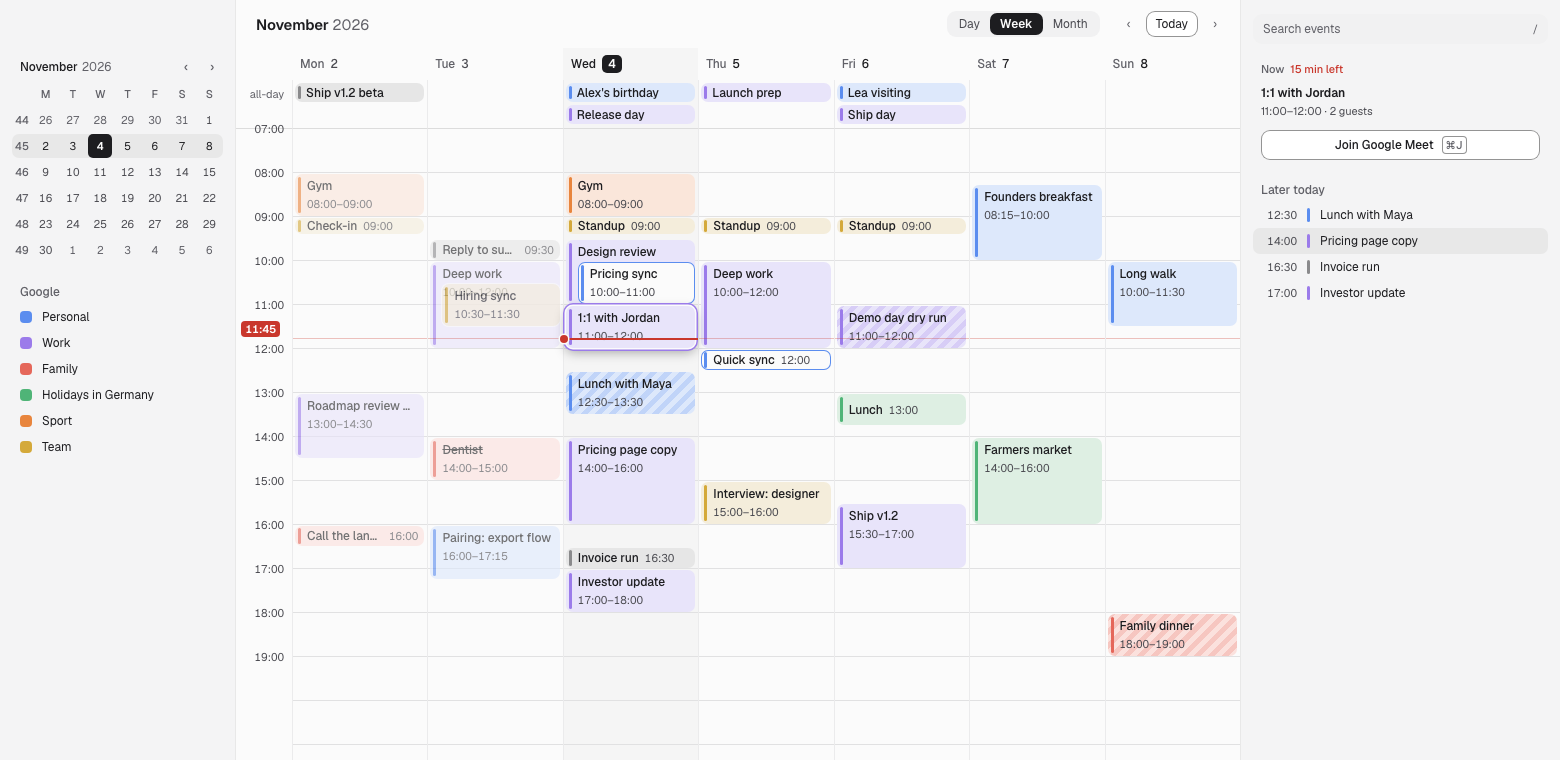 November 2026
M T W T F S S
44 26 27 28 29 30 31 1
45 2 3 4 5 6 7 8
46 9 10 11 12 13 14 15
47 16 17 18 19 20 21 22
48 23 24 25 26 27 28 29
49 30 1 2 3 4 5 6
Google
Personal
Work
Family
Holidays in Germany
Sport
Team
November 2026
Day Week Month
‹ Today ›
Mon 2 Tue 3 Wed 4 Thu 5 Fri 6 Sat 7 Sun 8
all-day
07:00
08:00
09:00
10:00
11:00
11:45
12:00
13:00
14:00
15:00
16:00
17:00
18:00
19:00
Ship v1.2 beta
Gym
08:00–09:00
Check-in 09:00
Roadmap review …
13:00–14:30
Call the lan… 16:00
Reply to su… 09:30
Deep work
10:00–12:00
Hiring sync
10:30–11:30
Dentist
14:00–15:00
Pairing: export flow
16:00–17:15
Alex's birthday
Release day
Gym
08:00–09:00
Standup 09:00
Design review
Pricing sync
10:00–11:00
1:1 with Jordan
11:00–12:00
Lunch with Maya
12:30–13:30
Pricing page copy
14:00–16:00
Invoice run 16:30
Investor update
17:00–18:00
Launch prep
Standup 09:00
Deep work
10:00–12:00
Quick sync 12:00
Interview: designer
15:00–16:00
Lea visiting
Ship day
Standup 09:00
Demo day dry run
11:00–12:00
Lunch 13:00
Ship v1.2
15:30–17:00
Founders breakfast
08:15–10:00
Farmers market
14:00–16:00
Long walk
10:00–11:30
Family dinner
18:00–19:00
Search events /
Now 15 min left
1:1 with Jordan
11:00–12:00 · 2 guests
Join Google Meet ⌘J
Later today
12:30 Lunch with Maya
14:00 Pricing page copy
16:30 Invoice run
17:00 Investor update